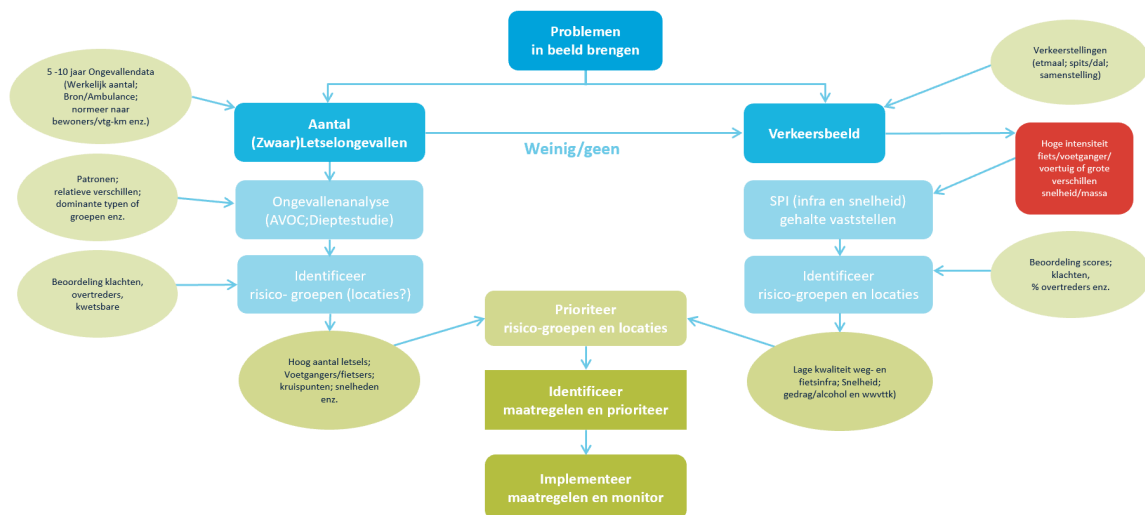 Problemen
in beeld brengen
5 -10 jaar Ongevallendata
(Werkelijk aantal;
Bron/Ambulance;
normeer naar
bewoners/vtg-km enz.)
Verkeerstellingen
(etmaal; spits/dal;
samenstelling)
Aantal
(Zwaar)Letselongevallen
Weinig/geen
Verkeersbeeld
Hoge intensiteit
fiets/voetganger/
voertuig of grote
verschillen
snelheid/massa
Patronen;
relatieve verschillen;
dominante typen of
groepen enz.
Ongevallenanalyse
(AVOC;Dieptestudie)
SPI (infra en snelheid)
gehalte vaststellen
Beoordeling klachten,
overtreders,
kwetsbare
Identificeer
risico- groepen (locaties?)
Identificeer
risico-groepen en locaties
Beoordeling scores;
klachten,
% overtreders enz.
Prioriteer
risico-groepen en locaties
Hoog aantal letsels;
Voetgangers/fietsers;
kruispunten; snelheden
enz.
Lage kwaliteit weg- en
fietsinfra; Snelheid;
gedrag/alcohol en wwvttk)
Identificeer
maatregelen en prioriteer
Implementeer
maatregelen en monitor